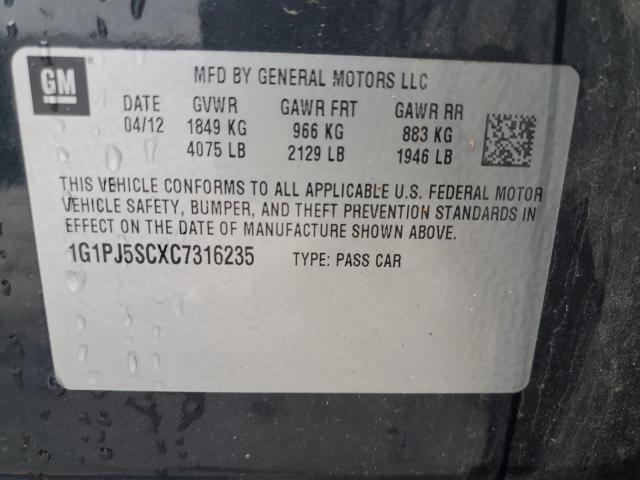 GM
MFD BY GENERAL MOTORS LLC
DATE GVWR GAWR FRT GAWR RR
04/12 1849 KG 966 KG 883 KG
4075 LB 2129 LB 1946 LB
THIS VEHICLE CONFORMS TO ALL APPLICABLE U.S. FEDERAL MOTOR
VEHICLE SAFETY, BUMPER, AND THEFT PREVENTION STANDARDS IN
EFFECT ON THE DATE OF MANUFACTURE SHOWN ABOVE.
1G1PJ5SCXC7316235 TYPE: PASS CAR